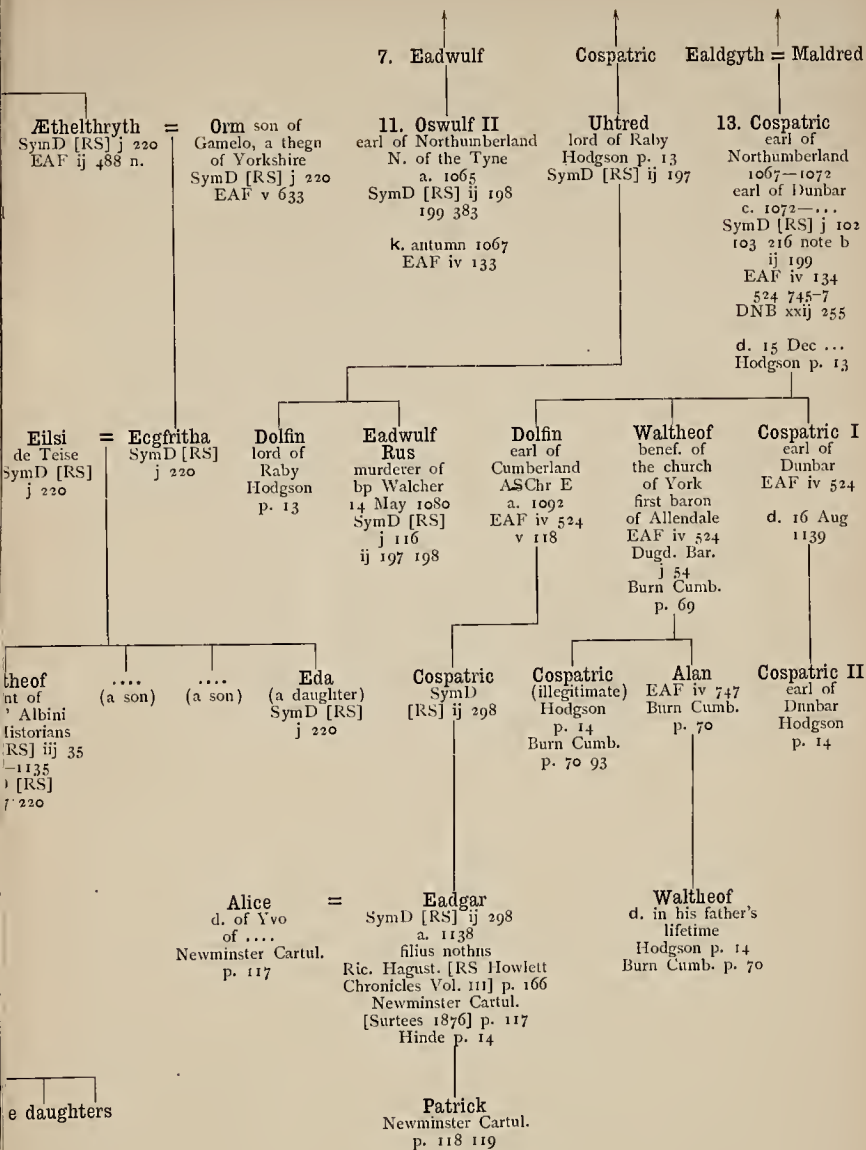 7. Eadwulf
Cospatric
Ealdgyth = Maldred
Æthelthryth
SymD [RS] j 220
EAF ij 488 n.
=
Orm son of
Gamelo, a thegn
of Yorkshire
SymD [RS] j 220
EAF v 633
11. Oswulf II
earl of Northumberland
N. of the Tyne
a. 1065
SymD [RS] ij 198
199 383
k. autumn 1067
EAF iv 133
Uhtred
lord of Raby
Hodgson p. 13
SymD [RS] ij 197
13. Cospatric
earl of
Northumberland
1067—1072
earl of Dunbar
c. 1072—...
SymD [RS] j 102
103 216 note b
ij 199
EAF iv 134
524 745-7
DNB xxij 255
d. 15 Dec ...
Hodgson p. 13
Eilsi
de Teise
SymD [RS]
j 220
=
Ecgfritha
SymD [RS]
j 220
Dolfin
lord of
Raby
Hodgson
p. 13
Eadwulf
Rus
murderer of
bp Walcher
14 May 1080
SymD [RS]
j 116
ij 197 198
Dolfin
earl of
Cumberland
ASChr E
a. 1092
EAF iv 524
v 118
Waltheof
benef. of
the church
of York
first baron
of Allendale
EAF iv 524
Dugd. Bar.
j 54
Burn Cumb.
p. 69
Cospatric I
earl of
Dunbar
EAF iv 524
d. 16 Aug
1139
theof
nt of
' Albini
listorians
RS] iij 35
—1135
[RS]
220
....
(a son)
....
(a son)
Eda
(a daughter)
SymD [RS]
j 220
Cospatric
SymD
[RS] ij 298
Cospatric
(illegitimate)
Hodgson
p. 14
Burn Cumb.
p. 70 93
Alan
EAF iv 747
Burn Cumb.
p. 70
Cospatric II
earl of
Dunbar
Hodgson
p. 14
Alice
d. of Yvo
of ....
Newminster Cartul.
p. 117
=
Eadgar
SymD [RS] ij 298
a. 1138
filius nothns
Ric. Hagust. [RS Howlett
Chronicles Vol. III] p. 166
Newminster Cartul.
[Surtees 1876] p. 117
Hinde p. 14
Waltheof
d. in his father's
lifetime
Hodgson p. 14
Burn Cumb. p. 70
e daughters
Patrick
Newminster Cartul.
p. 118 119